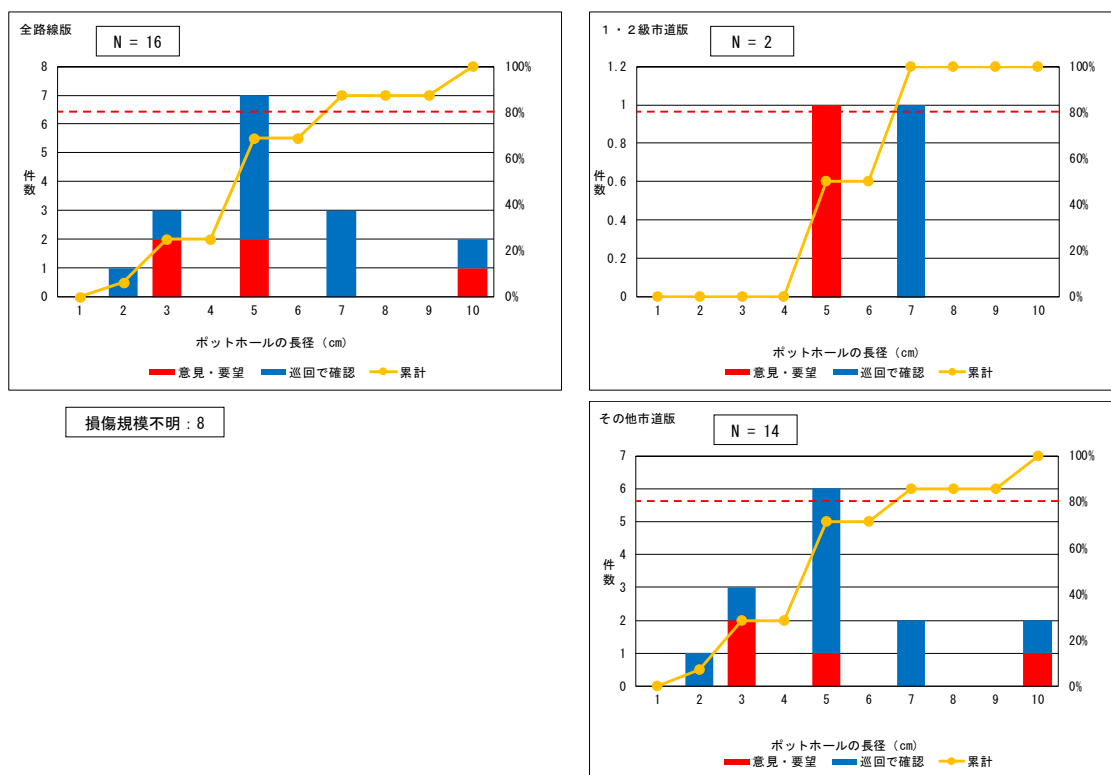 全路線版
N = 16
8
7
6
5
4
3
2
1
0
100%
80%
60%
40%
20%
0%
件数
1 2 3 4 5 6 7 8 9 10
ポットホールの長径（cm）
意見・要望 巡回で確認 累計
１・２級市道版
N = 2
1.2
1
0.8
0.6
0.4
0.2
0
100%
80%
60%
40%
20%
0%
件数
1 2 3 4 5 6 7 8 9 10
ポットホールの長径（cm）
意見・要望 巡回で確認 累計
損傷規模不明：8
その他市道版
N = 14
7
6
5
4
3
2
1
0
100%
80%
60%
40%
20%
0%
件数
1 2 3 4 5 6 7 8 9 10
ポットホールの長径（cm）
意見・要望 巡回で確認 累計